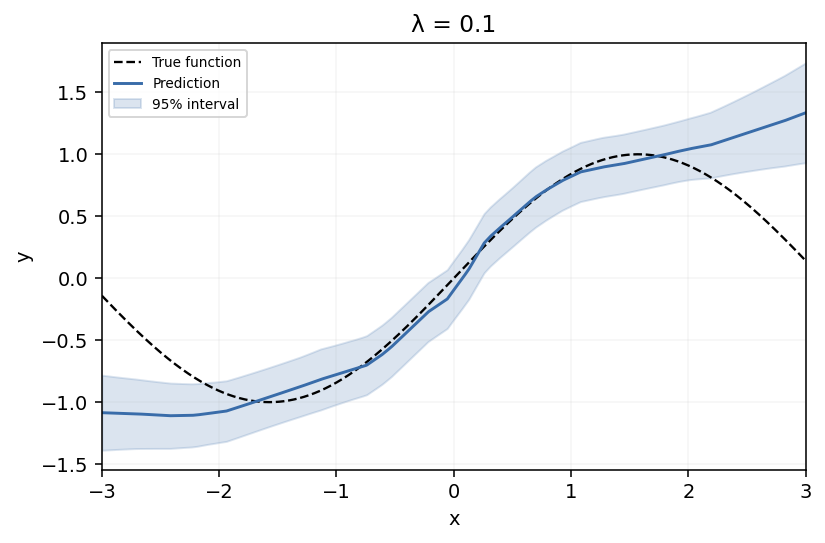 λ = 0.1
True function
Prediction
95% interval
y
1.5
1.0
0.5
0.0
−0.5
−1.0
−1.5
−3 −2 −1 0 1 2 3
x